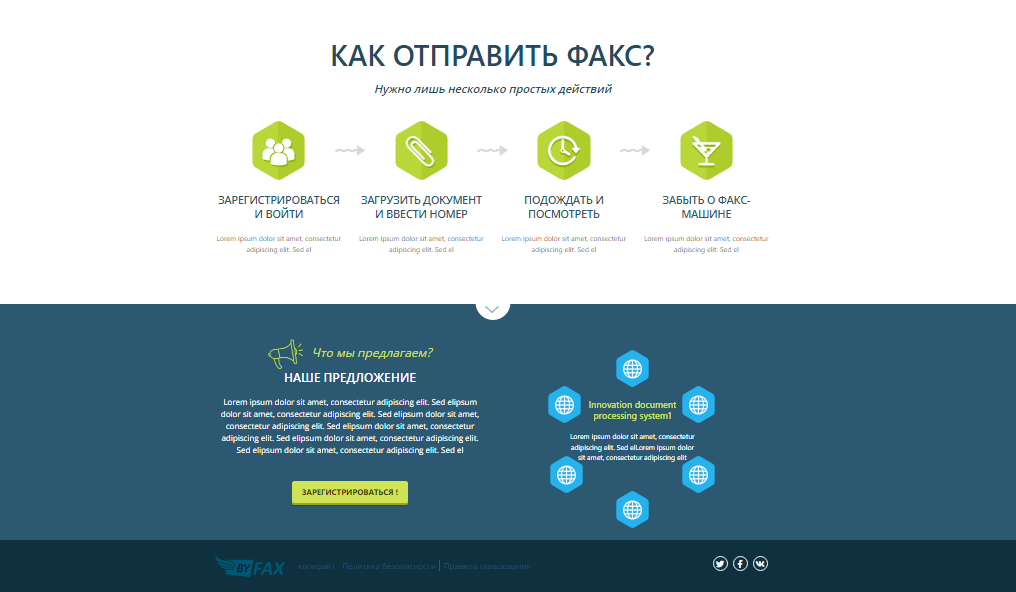 КАК ОТПРАВИТЬ ФАКС?
Нужно лишь несколько простых действий
ЗАРЕГИСТРИРОВАТЬСЯ
И ВОЙТИ
Lorem ipsum dolor sit amet, consectetur
adipiscing elit. Sed el
ЗАГРУЗИТЬ ДОКУМЕНТ
И ВВЕСТИ НОМЕР
Lorem ipsum dolor sit amet, consectetur
adipiscing elit. Sed el
ПОДОЖДАТЬ И
ПОСМОТРЕТЬ
Lorem ipsum dolor sit amet, consectetur
adipiscing elit. Sed el
ЗАБЫТЬ О ФАКС-
МАШИНЕ
Lorem ipsum dolor sit amet, consectetur
adipiscing elit. Sed el
Что мы предлагаем?
НАШЕ ПРЕДЛОЖЕНИЕ
Lorem ipsum dolor sit amet, consectetur adipiscing elit. Sed elipsum
dolor sit amet, consectetur adipiscing elit. Sed elipsum dolor sit amet,
consectetur adipiscing elit. Sed elipsum dolor sit amet, consectetur
adipiscing elit. Sed elipsum dolor sit amet, consectetur adipiscing elit.
Sed elipsum dolor sit amet, consectetur adipiscing elit. Sed el
ЗАРЕГИСТРИРОВАТЬСЯ !
Innovation document
processing system1
Lorem ipsum dolor sit amet, consectetur
adipiscing elit. Sed elLorem ipsum dolor
sit amet, consectetur adipiscing elit
BY FAX
копирайт Политика безопасности | Правила пользования